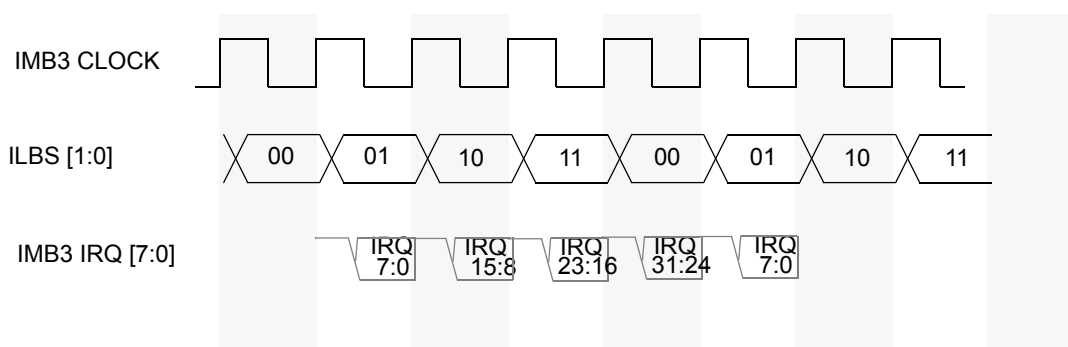 IMB3 CLOCK
ILBS [1:0]
00 01 10 11 00 01 10 11
IMB3 IRQ [7:0]
IRQ IRQ IRQ IRQ IRQ
7:0 15:8 23:16 31:24 7:0